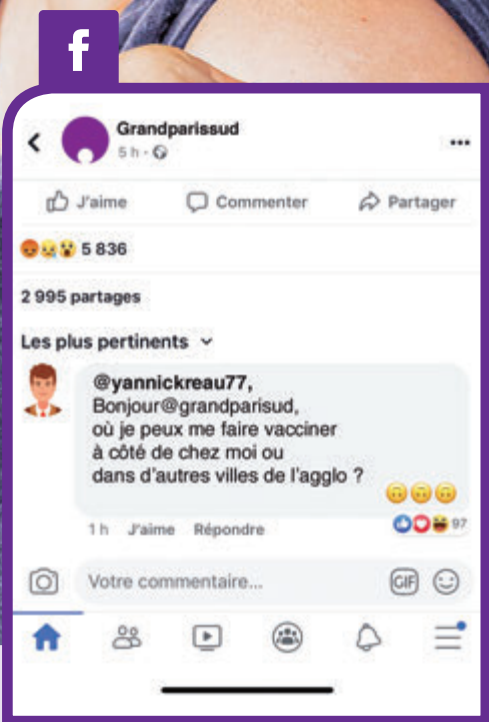 f
Grandparissud
5 h ·
J'aime Commenter Partager
5 836
2 995 partages
Les plus pertinents
@yannickreau77,
Bonjour@grandparisud,
où je peux me faire vacciner
à côté de chez moi ou
dans d'autres villes de l'agglo ?
97
1 h J'aime Répondre
Votre commentaire...
GIF